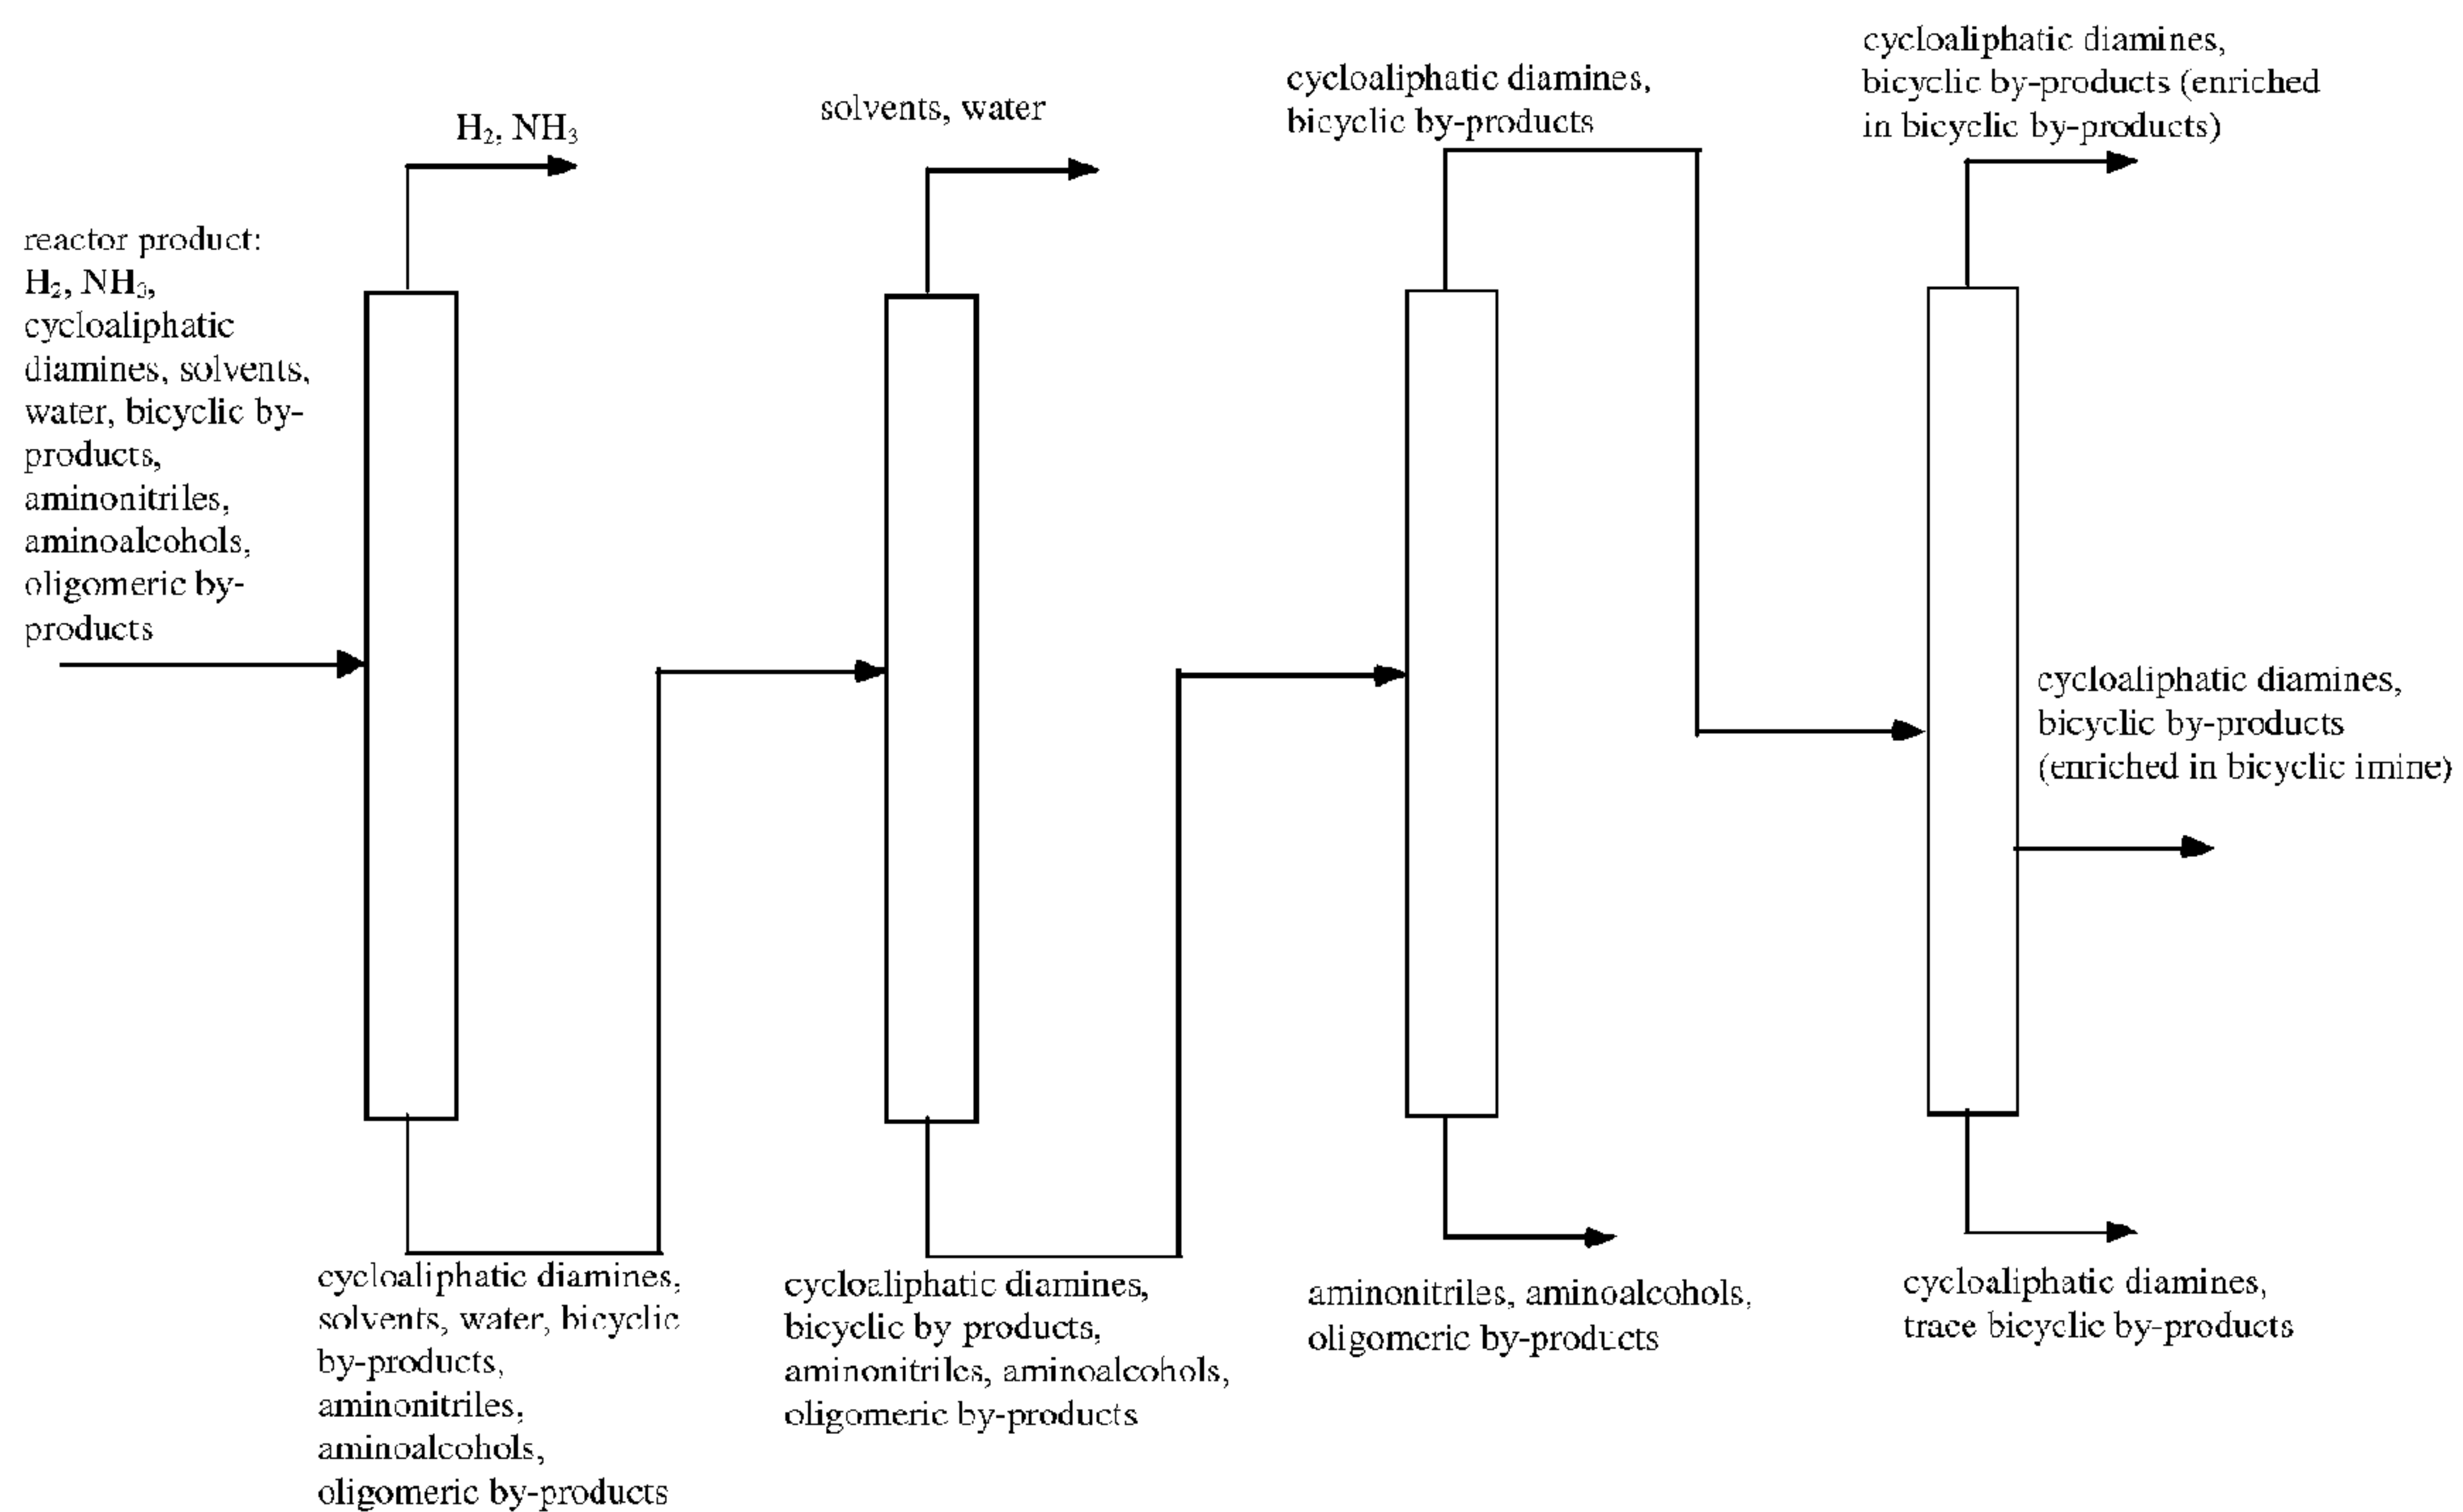 H₂, NH₃
solvents, water
cycloaliphatic diamines,
bicyclic by-products
cycloaliphatic diamines,
bicyclic by-products (enriched
in bicyclic by-products)
reactor product:
H₂, NH₃,
cycloaliphatic
diamines, solvents,
water, bicyclic by-
products,
aminonitriles,
aminoalcohols,
oligomeric by-
products
cycloaliphatic diamines,
bicyclic by-products
(enriched in bicyclic imine)
cycloaliphatic diamines,
solvents, water, bicyclic
by-products,
aminonitriles,
aminoalcohols,
oligomeric by-products
cycloaliphatic diamines,
bicyclic by products,
aminonitriles, aminoalcohols,
oligomeric by-products
aminonitriles, aminoalcohols,
oligomeric by-products
cycloaliphatic diamines,
trace bicyclic by-products